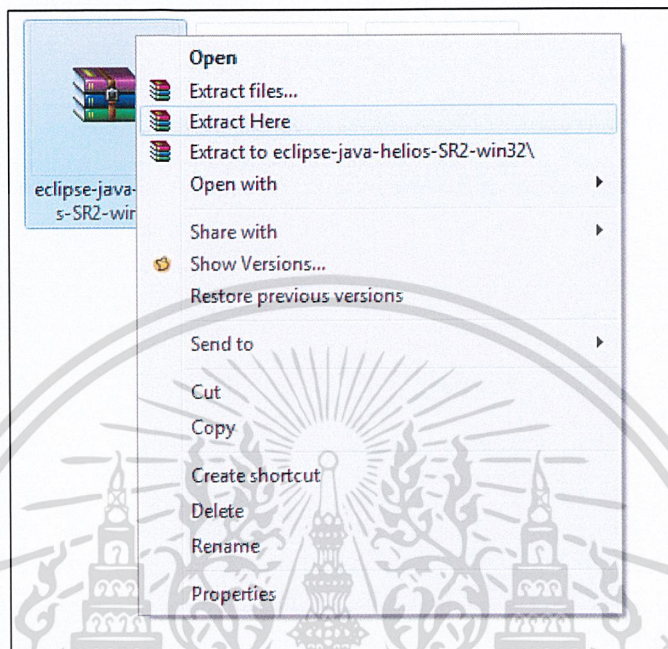 eclipse-java-
s-SR2-wir
Open
Extract files...
Extract Here
Extract to eclipse-java-helios-SR2-win32\
Open with
Share with
Show Versions...
Restore previous versions
Send to
Cut
Copy
Create shortcut
Delete
Rename
Properties